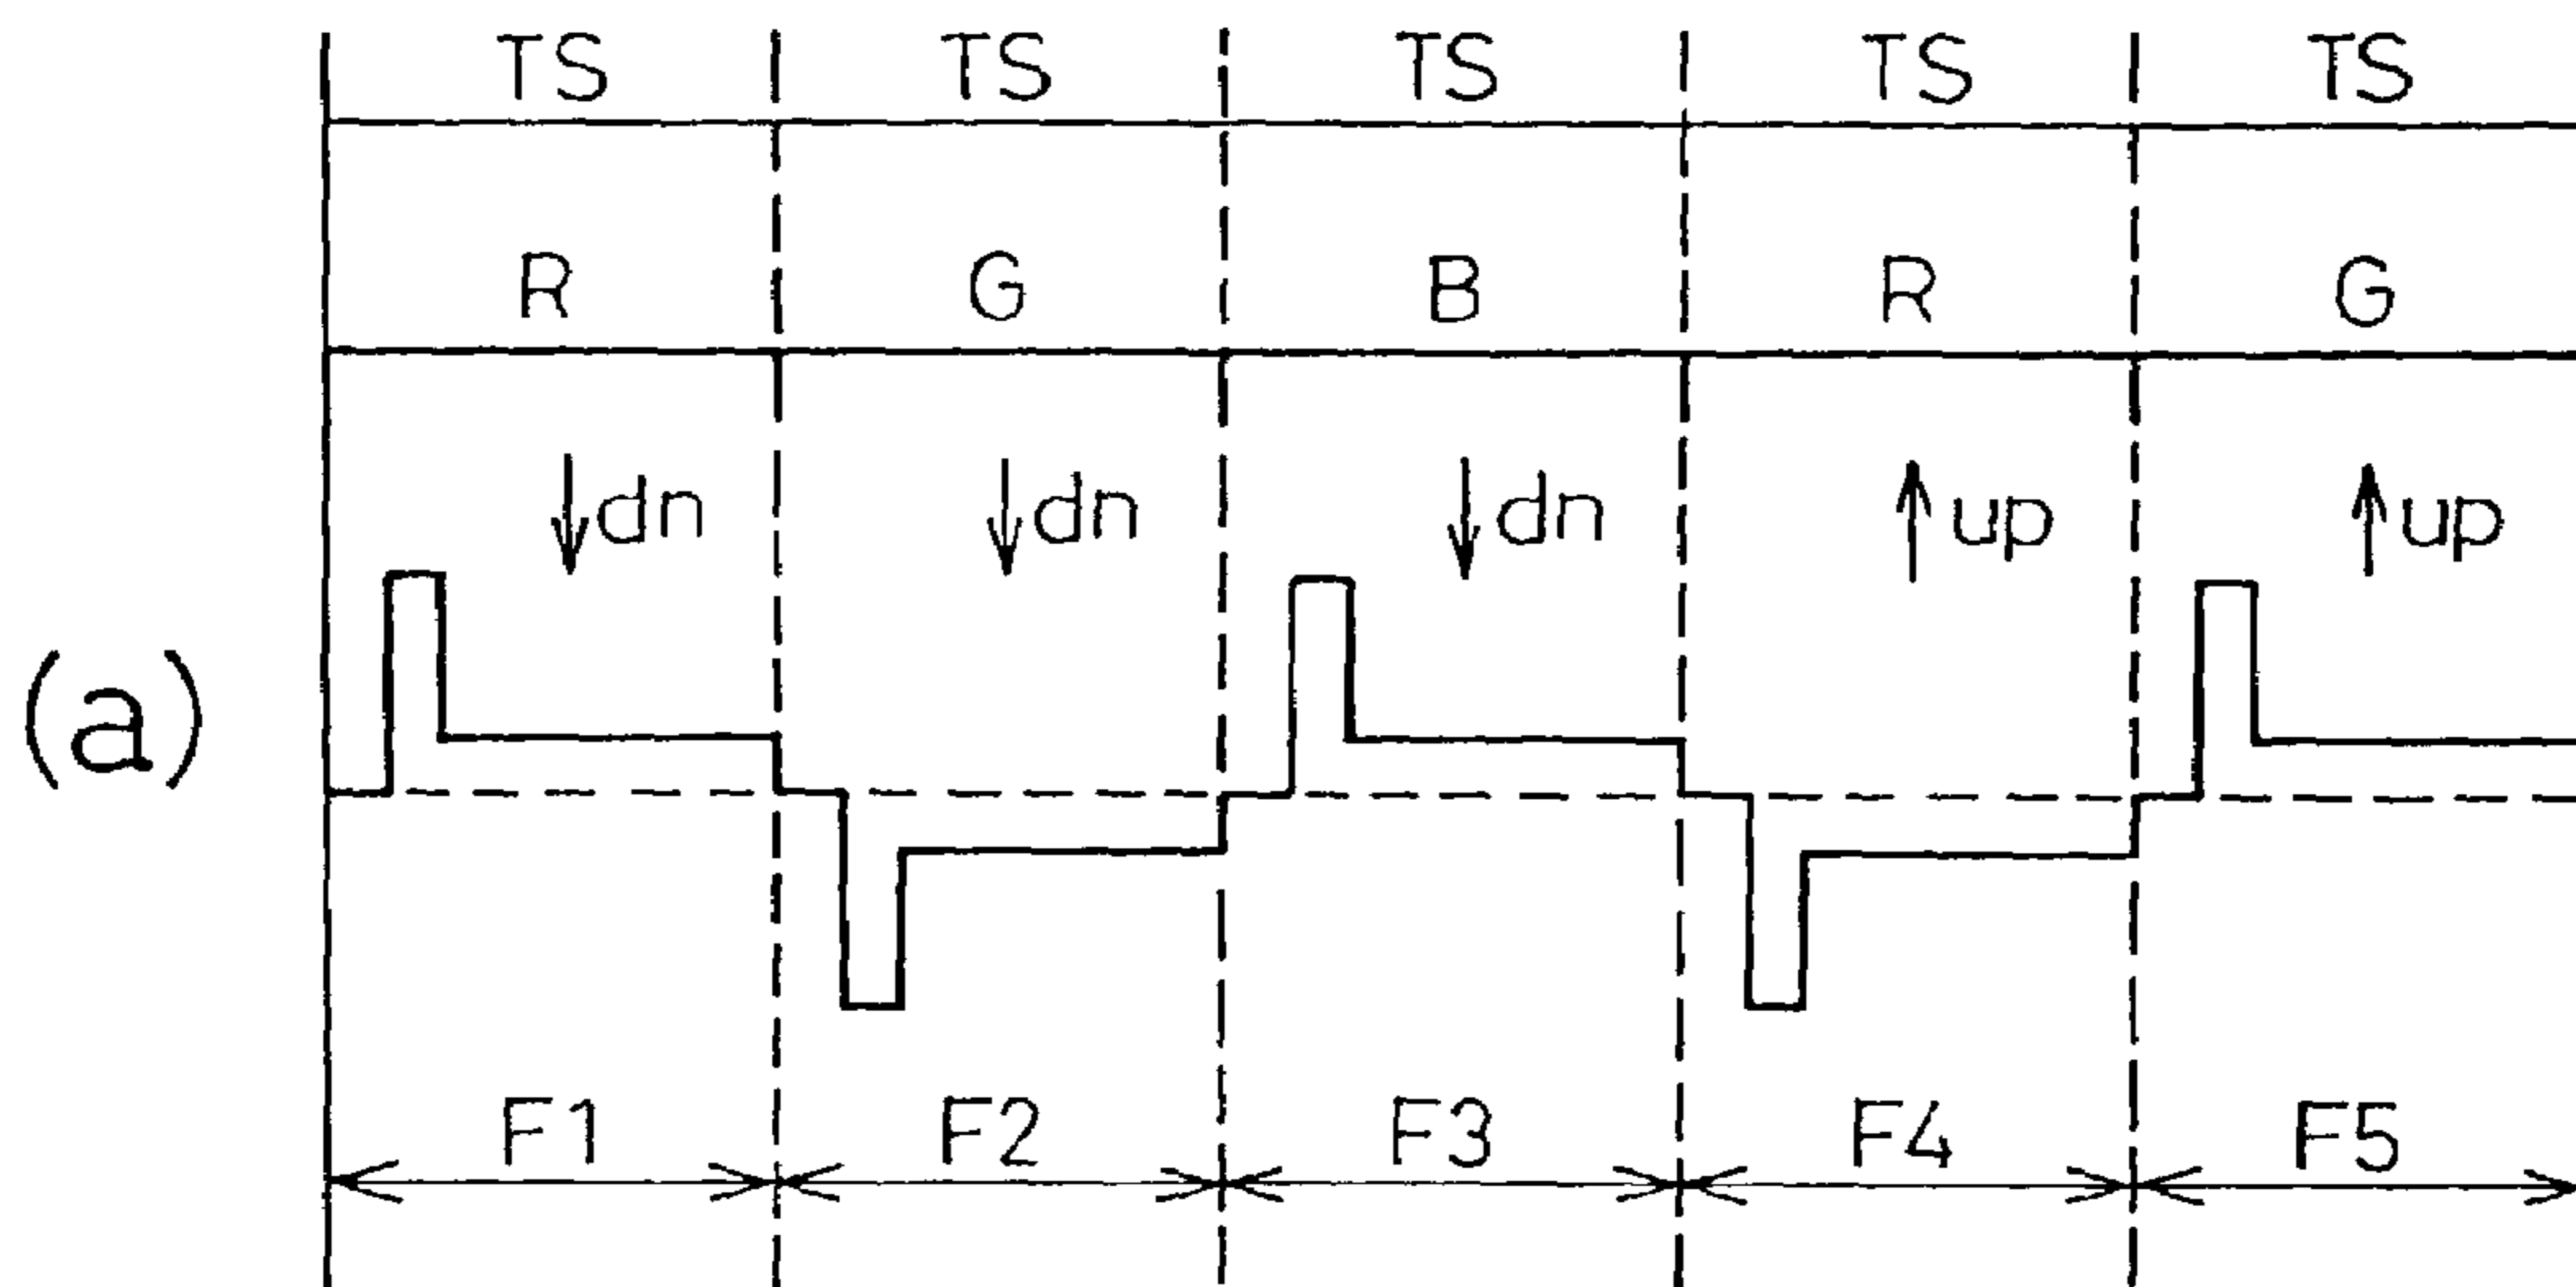 TS TS TS TS TS
R G B R G
dn dn dn up up
(a)
F1 F2 F3 F4 F5